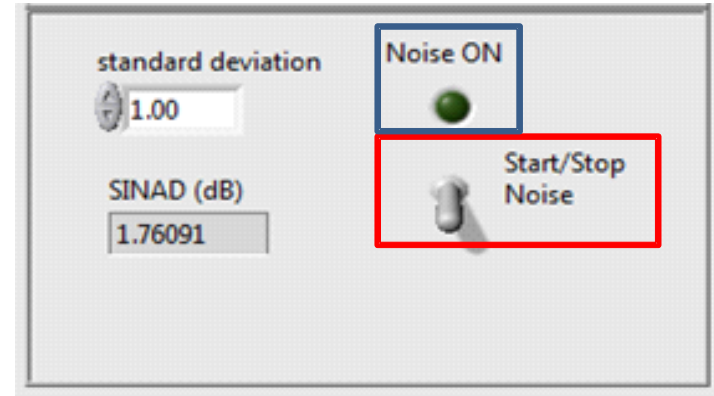 standard deviation
1.00
Noise ON
SINAD (dB)
1.76091
Start/Stop
Noise